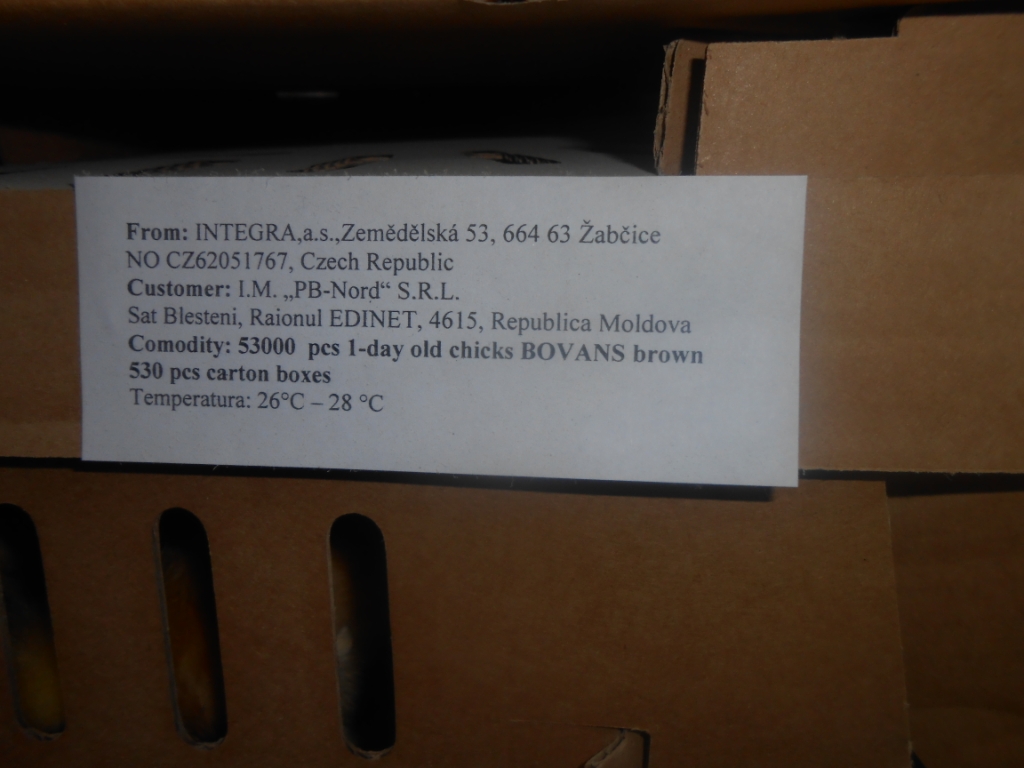 From: INTEGRA,a.s.,Zemědělská 53, 664 63 Žabčice
NO CZ62051767, Czech Republic
Customer: I.M. „PB-Nord“ S.R.L.
Sat Blesteni, Raionul EDINET, 4615, Republica Moldova
Comodity: 53000 pcs 1-day old chicks BOVANS brown
530 pcs carton boxes
Temperatura: 26°C – 28 °C